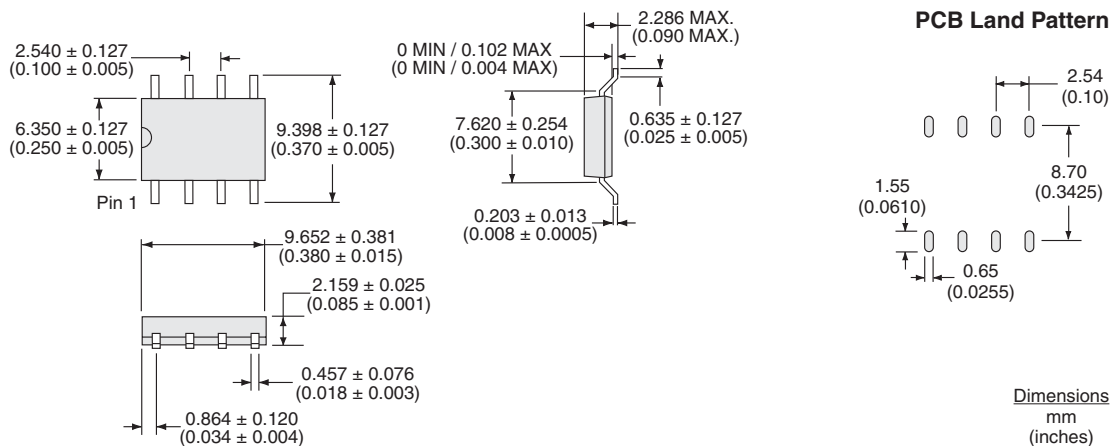 2.540 ± 0.127
(0.100 ± 0.005)
6.350 ± 0.127
(0.250 ± 0.005)
9.398 ± 0.127
(0.370 ± 0.005)
Pin 1
9.652 ± 0.381
(0.380 ± 0.015)
2.159 ± 0.025
(0.085 ± 0.001)
0.457 ± 0.076
(0.018 ± 0.003)
0.864 ± 0.120
(0.034 ± 0.004)
2.286 MAX.
(0.090 MAX.)
0 MIN / 0.102 MAX
(0 MIN / 0.004 MAX)
7.620 ± 0.254
(0.300 ± 0.010)
0.635 ± 0.127
(0.025 ± 0.005)
0.203 ± 0.013
(0.008 ± 0.0005)
PCB Land Pattern
2.54
(0.10)
8.70
(0.3425)
1.55
(0.0610)
0.65
(0.0255)
Dimensions
mm
(inches)